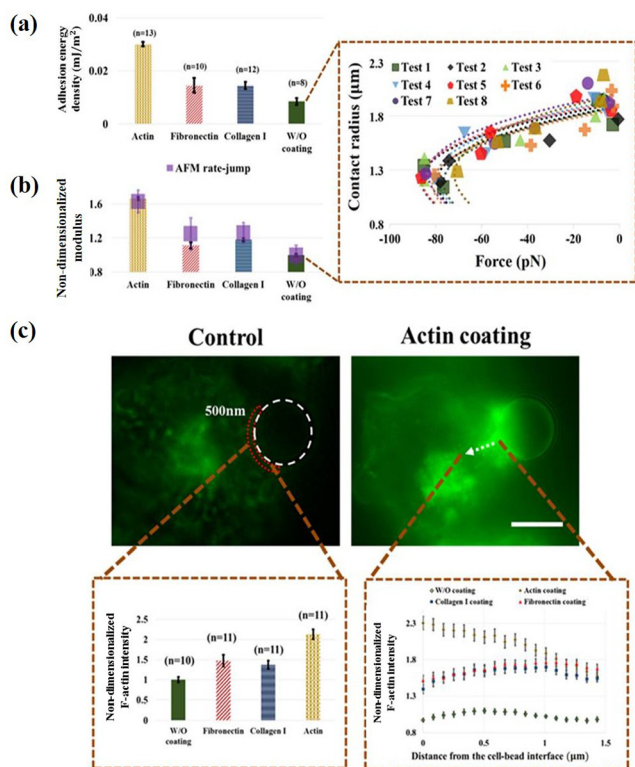 (a)
Adhesion energy
density (mJ/m²)
0.04
0.02
0
(n=13)
(n=10)
(n=12)
(n=8)
Actin
Fibronectin
Collagen I
W/O
coating
Contact radius (μm)
2.3
1.8
1.3
0.8
Test 1
Test 2
Test 3
Test 4
Test 5
Test 6
Test 7
Test 8
-100
-80
-60
-40
-20
0
Force (pN)
(b)
AFM rate-jump
Non-dimensionalized
modulus
1.6
1.2
0.8
Actin
Fibronectin
Collagen I
W/O
coating
(c)
Control
Actin coating
500nm
Non-dimensionalized
F-actin intensity
2.5
2
1.5
1
0.5
0
(n=10)
(n=11)
(n=11)
(n=11)
W/O
coating
Fibronectin
Collagen I
Actin
W/O coating
Actin coating
Collagen I coating
Fibronectin coating
Non-dimensionalized
F-actin intensity
2.3
1.8
1.3
0.8
0
0.5
1
1.5
Distance from the cell-bead interface (μm)